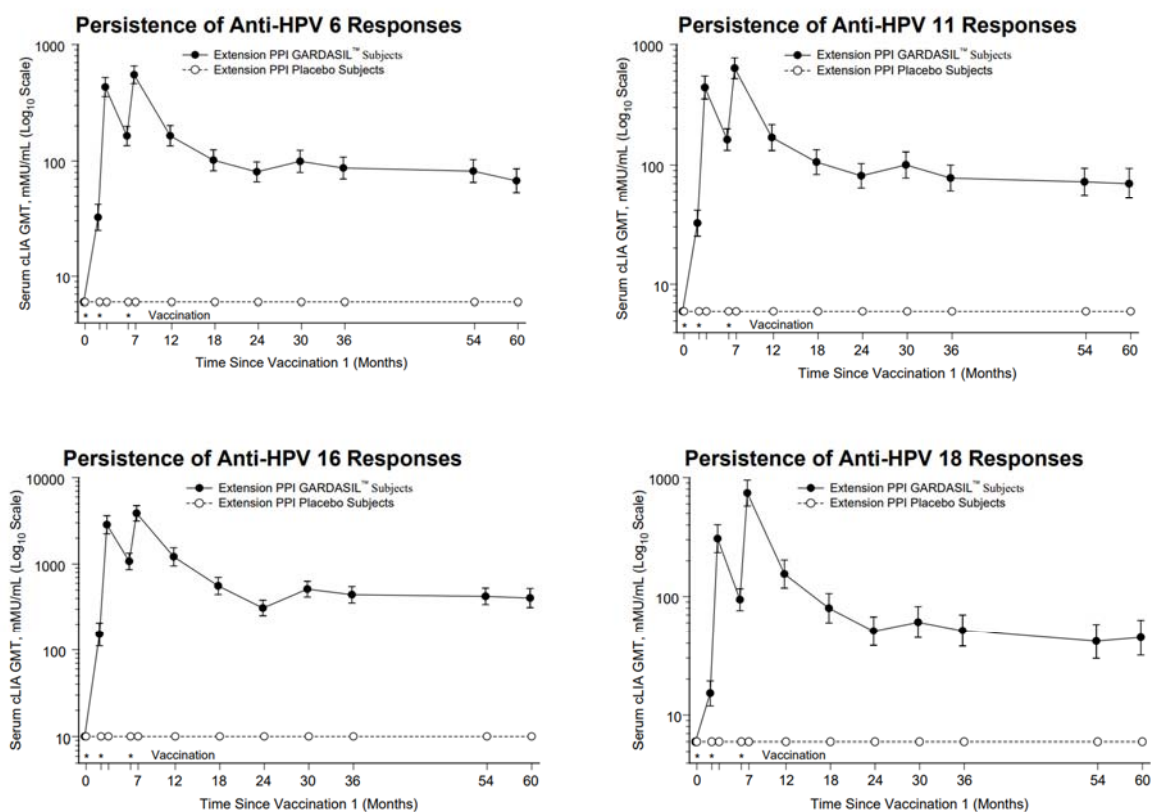 Persistence of Anti-HPV 6 Responses
Extension PPI GARDASIL™ Subjects
Extension PPI Placebo Subjects
Serum cLIA GMT, mMU/mL (Log10 Scale)
1000
100
10
* * * Vaccination
0 7 12 18 24 30 36 54 60
Time Since Vaccination 1 (Months)
Persistence of Anti-HPV 11 Responses
Extension PPI GARDASIL™ Subjects
Extension PPI Placebo Subjects
Serum cLIA GMT, mMU/mL (Log10 Scale)
1000
100
10
* * * Vaccination
0 7 12 18 24 30 36 54 60
Time Since Vaccination 1 (Months)
Persistence of Anti-HPV 16 Responses
Extension PPI GARDASIL™ Subjects
Extension PPI Placebo Subjects
Serum cLIA GMT, mMU/mL (Log10 Scale)
10000
1000
100
10
* * * Vaccination
0 7 12 18 24 30 36 54 60
Time Since Vaccination 1 (Months)
Persistence of Anti-HPV 18 Responses
Extension PPI GARDASIL™ Subjects
Extension PPI Placebo Subjects
Serum cLIA GMT, mMU/mL (Log10 Scale)
1000
100
10
* * * Vaccination
0 7 12 18 24 30 36 54 60
Time Since Vaccination 1 (Months)